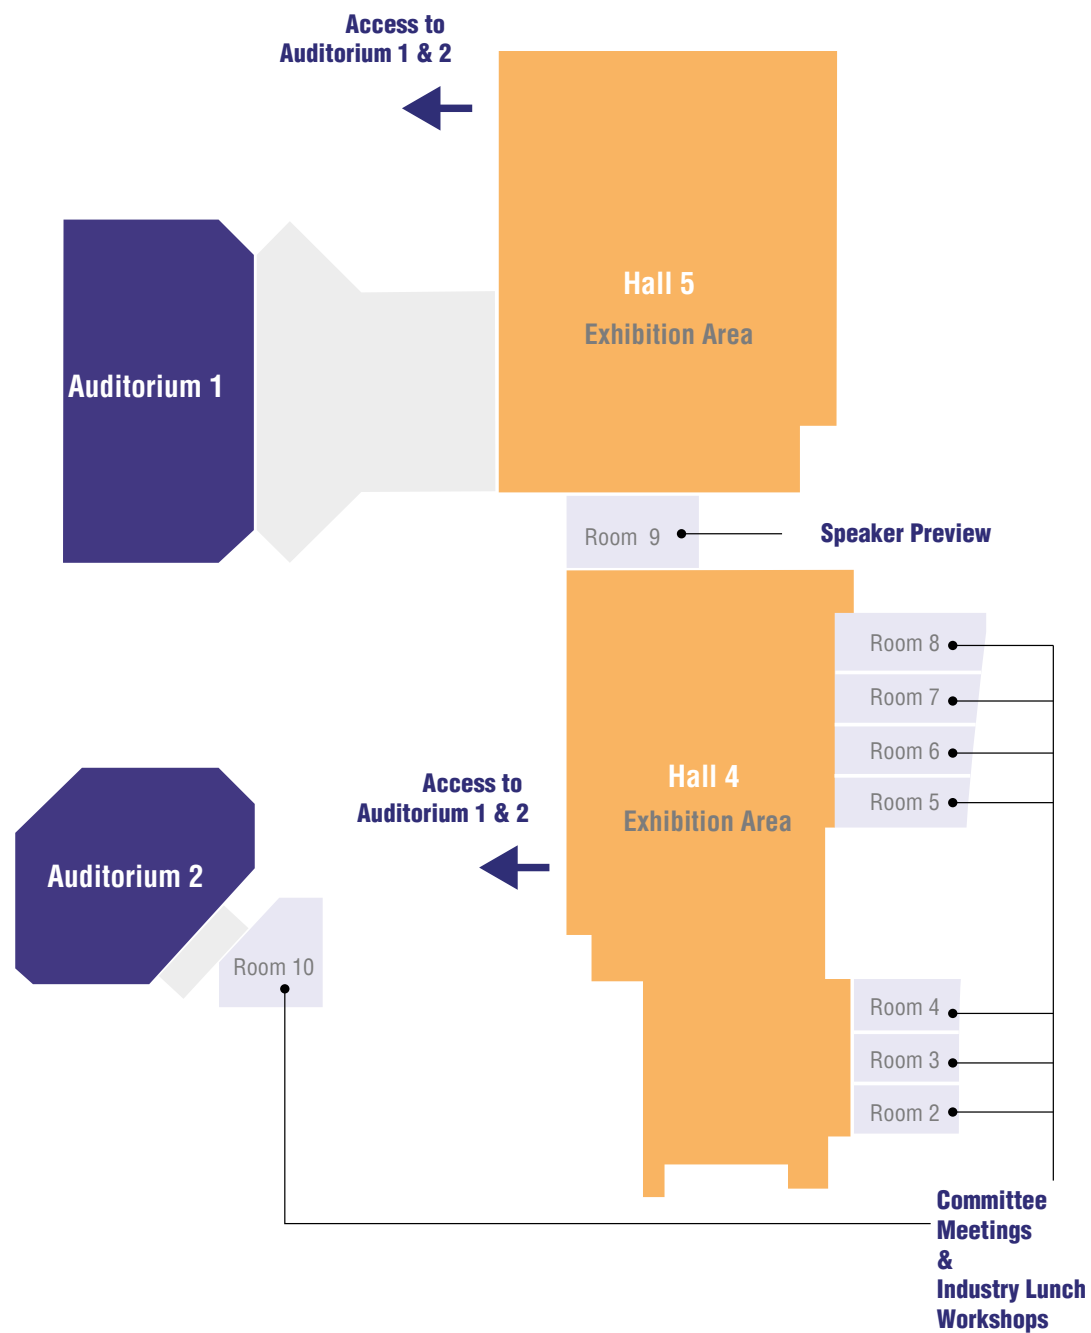 Access to
Auditorium 1 & 2
Hall 5
Exhibition Area
Auditorium 1
Room 9
Speaker Preview
Room 8
Room 7
Room 6
Room 5
Hall 4
Exhibition Area
Access to
Auditorium 1 & 2
Auditorium 2
Room 10
Room 4
Room 3
Room 2
Committee
Meetings
&
Industry Lunch
Workshops